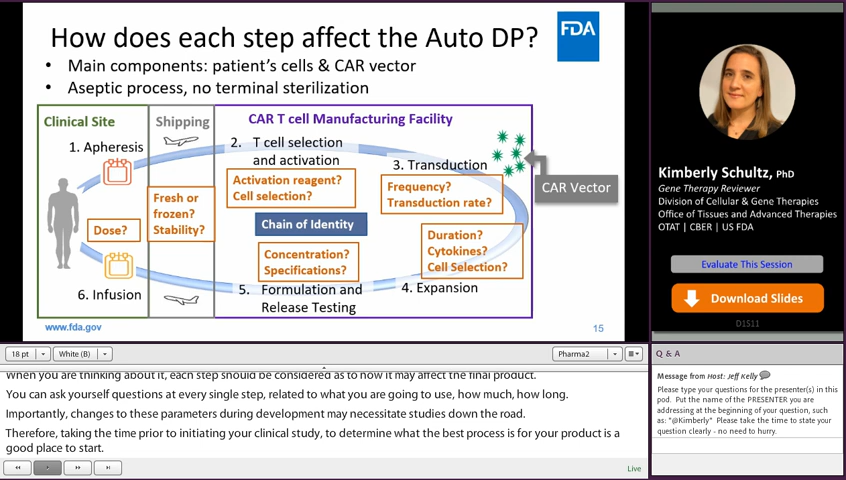 How does each step affect the Auto DP?
FDA
• Main components: patient's cells & CAR vector
• Aseptic process, no terminal sterilization
Clinical Site
Shipping
CAR T cell Manufacturing Facility
1. Apheresis
2. T cell selection
and activation
3. Transduction
CAR Vector
Activation reagent?
Cell selection?
Frequency?
Transduction rate?
Fresh or
frozen?
Stability?
Dose?
Chain of Identity
Concentration?
Specifications?
Duration?
Cytokines?
Cell Selection?
6. Infusion
5. Formulation and
Release Testing
4. Expansion
www.fda.gov
15
18 pt
White (B)
Pharma2
When you are thinking about it, each step should be considered as to how it may affect the final product.
You can ask yourself questions at every single step, related to what you are going to use, how much, how long.
Importantly, changes to these parameters during development may necessitate studies down the road.
Therefore, taking the time prior to initiating your clinical study, to determine what the best process is for your product is a
good place to start.
Live
Kimberly Schultz, PhD
Gene Therapy Reviewer
Division of Cellular & Gene Therapies
Office of Tissues and Advanced Therapies
OTAT | CBER | US FDA
Evaluate This Session
Download Slides
D1511
Q & A
Message from Host: Jeff Kelly
Please type your questions for the presenter(s) in this
pod. Put the name of the PRESENTER you are
addressing at the beginning of your question, such
as: "@Kimberly" Please take the time to state your
question clearly - no need to hurry.